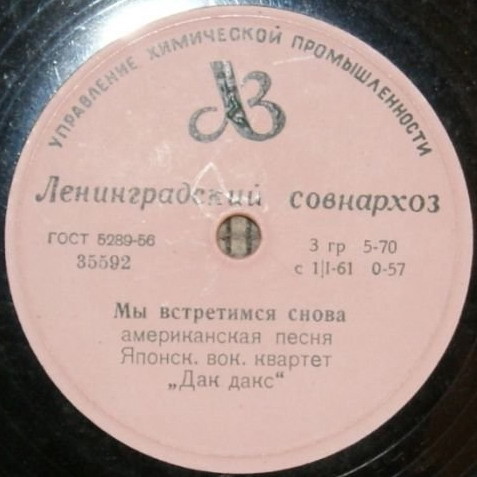 УПРАВЛЕНИЕ ХИМИЧЕСКОЙ ПРОМЫШЛЕННОСТИ
ЛЗ
Ленинградский совнархоз
ГОСТ 5289-56
35592
3 гр 5-70
с 1|I-61 0-57
Мы встретимся снова
американская песня
Японск. вок. квартет
„Дак дакс“